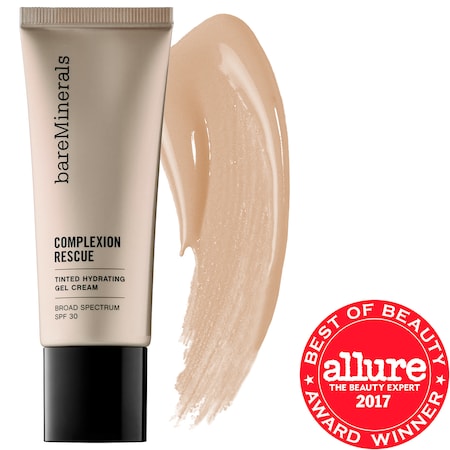 bareMinerals
COMPLEXION
RESCUE
TINTED HYDRATING
GEL CREAM
BROAD SPECTRUM
SPF 30
BEST OF BEAUTY
allure
THE BEAUTY EXPERT
2017
AWARD WINNER